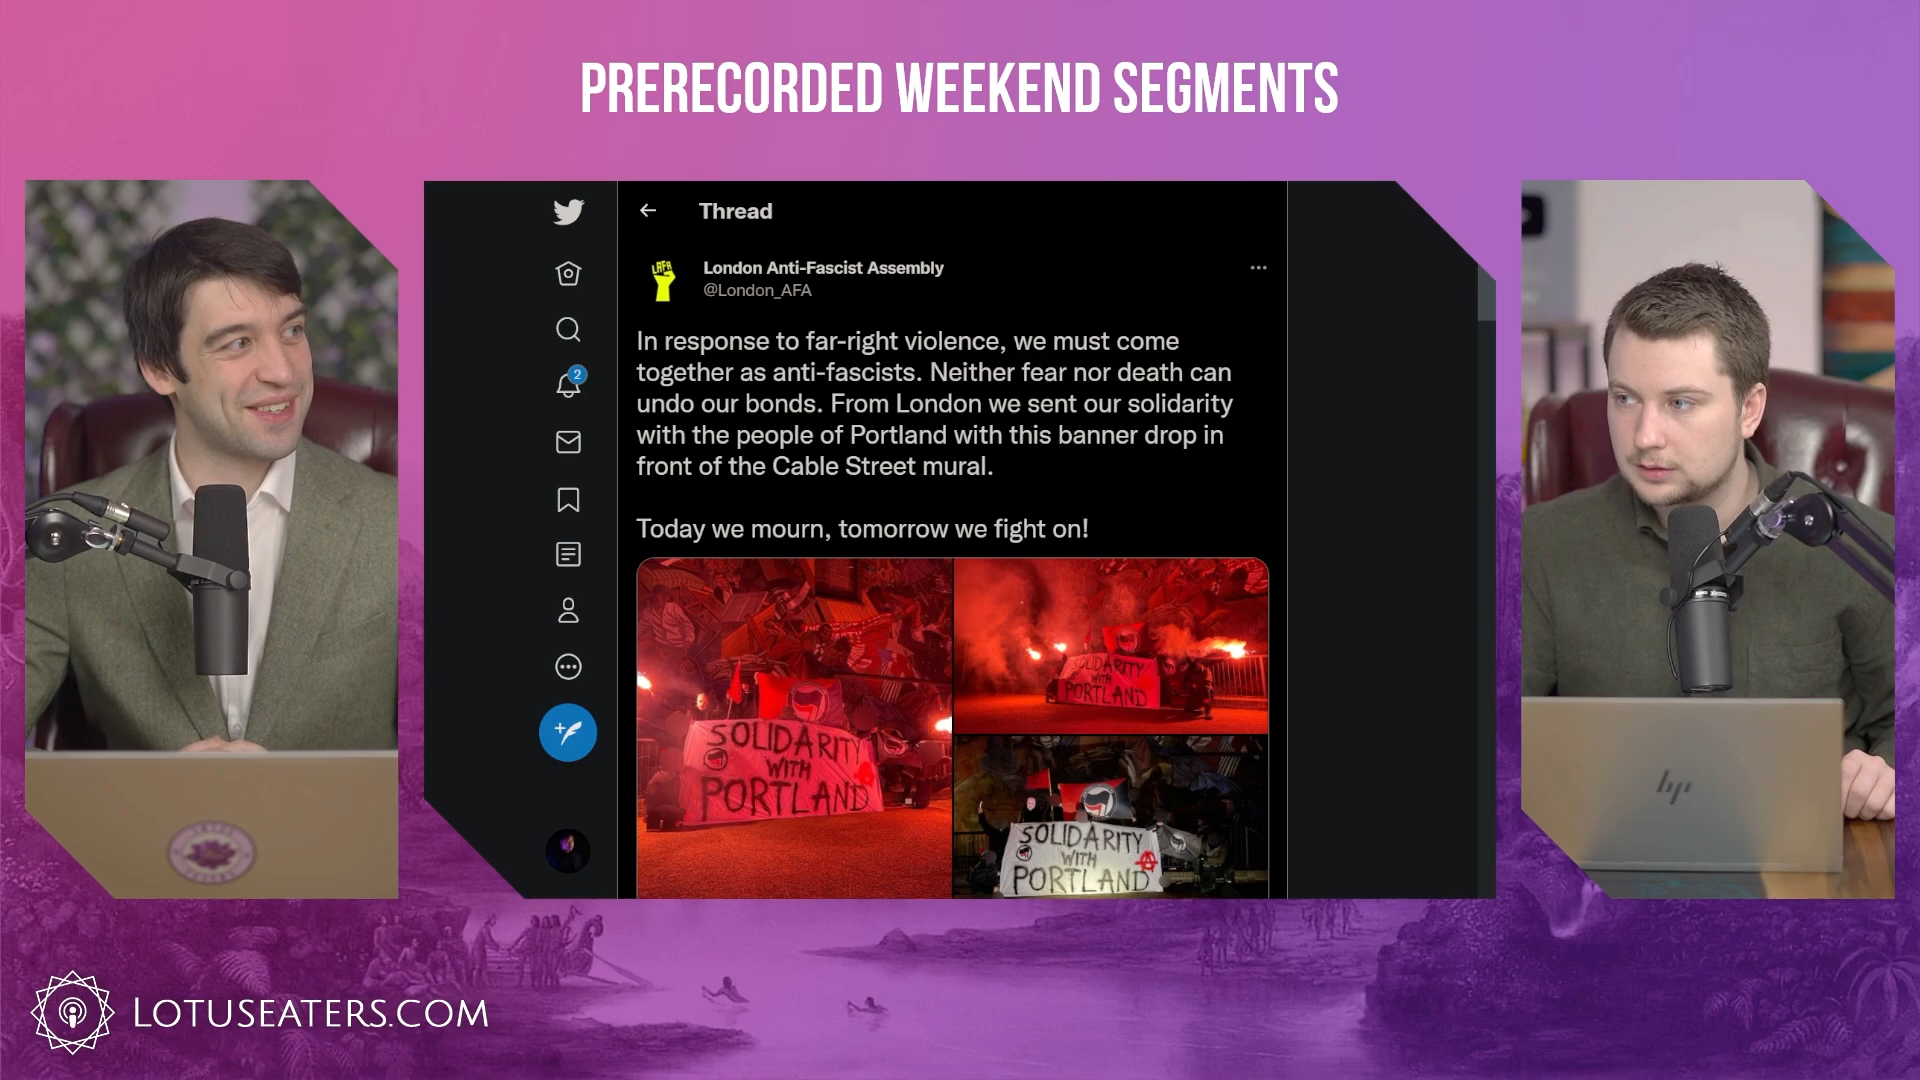 PRERECORDED WEEKEND SEGMENTS
Thread
London Anti-Fascist Assembly
@London_AFA
In response to far-right violence, we must come
together as anti-fascists. Neither fear nor death can
undo our bonds. From London we sent our solidarity
with the people of Portland with this banner drop in
front of the Cable Street mural.
Today we mourn, tomorrow we fight on!
2
LAFA
SOLIDARITY
WITH
PORTLAND
SOLIDARITY
WITH
PORTLAND
SOLIDARITY
WITH
PORTLAND
hp
LOTUSEATERS.COM